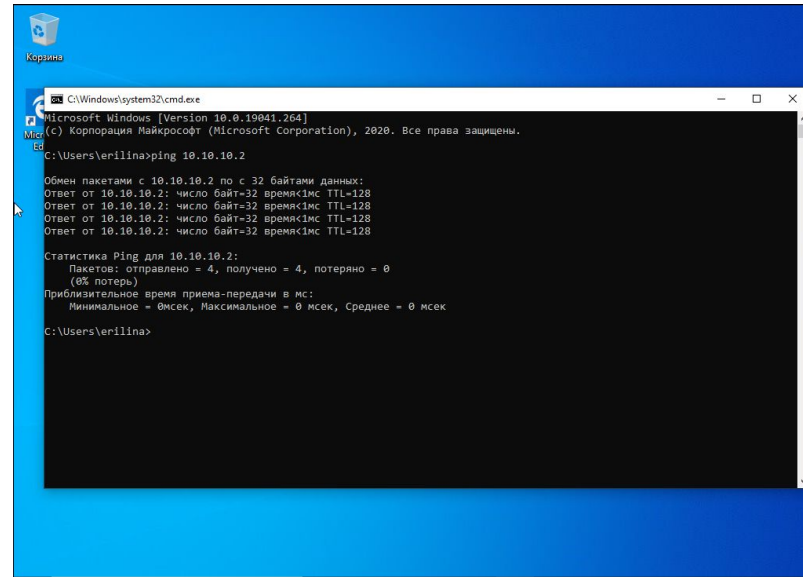 Корзина
C:\Windows\system32\cmd.exe
Microsoft Windows [Version 10.0.19041.264]
(c) Корпорация Майкрософт (Microsoft Corporation), 2020. Все права защищены.
Micr
Ed
C:\Users\erilina>ping 10.10.10.2
Обмен пакетами с 10.10.10.2 по с 32 байтами данных:
Ответ от 10.10.10.2: число байт=32 время<1мс TTL=128
Ответ от 10.10.10.2: число байт=32 время<1мс TTL=128
Ответ от 10.10.10.2: число байт=32 время<1мс TTL=128
Ответ от 10.10.10.2: число байт=32 время<1мс TTL=128
Статистика Ping для 10.10.10.2:
Пакетов: отправлено = 4, получено = 4, потеряно = 0
(0% потерь)
Приблизительное время приема-передачи в мс:
Минимальное = 0мсек, Максимальное = 0 мсек, Среднее = 0 мсек
C:\Users\erilina>